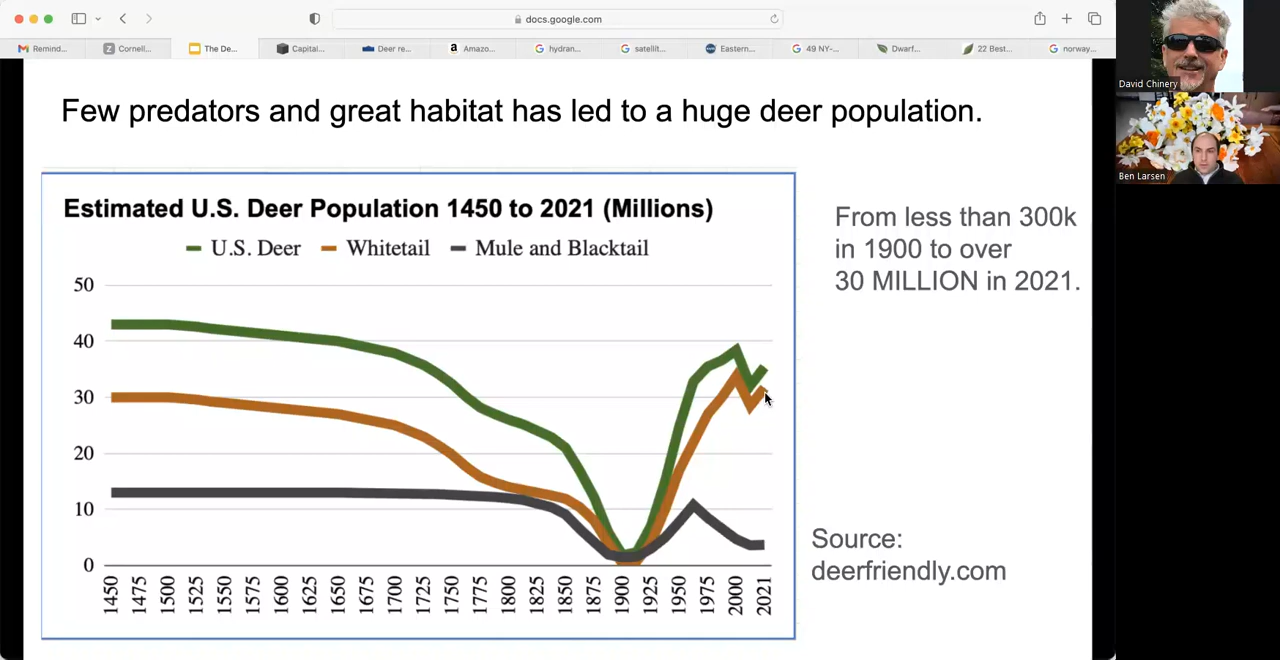 docs.google.com
Remind...
Cornell...
The De...
Capital...
Deer re...
Amazo...
hydran...
satellit...
Eastern...
49 NY-...
Dwarf...
22 Best...
norway...
Few predators and great habitat has led to a huge deer population.
Estimated U.S. Deer Population 1450 to 2021 (Millions)
U.S. Deer Whitetail Mule and Blacktail
50
40
30
20
10
0
1450 1475 1500 1525 1550 1575 1600 1625 1650 1675 1700 1725 1750 1775 1800 1825 1850 1875 1900 1925 1950 1975 2000 2021
From less than 300k
in 1900 to over
30 MILLION in 2021.
Source:
deerfriendly.com
David Chinery
Ben Larsen